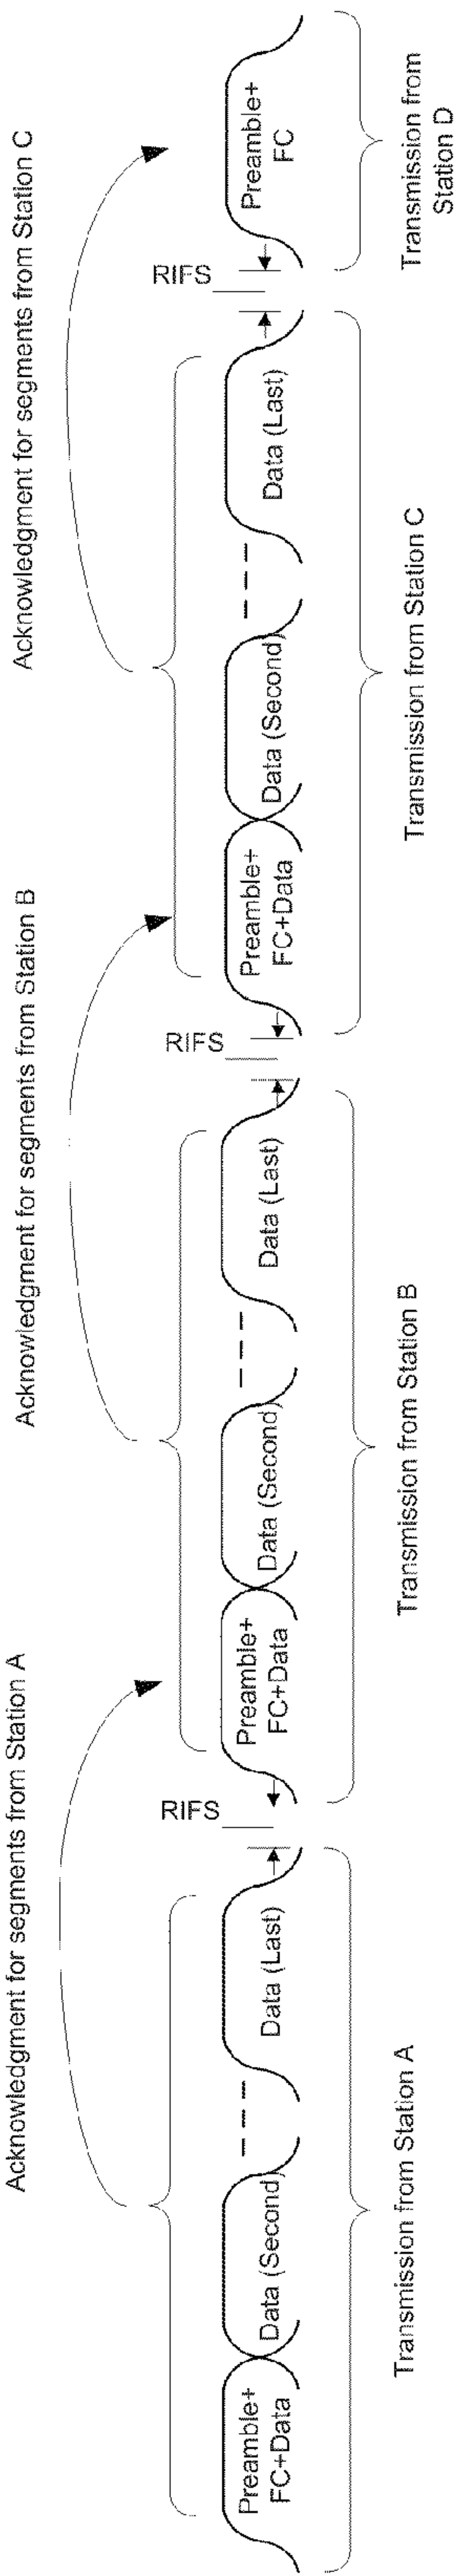 Acknowledgment for segments from Station A
Acknowledgment for segments from Station B
Acknowledgment for segments from Station C
Preamble+
FC+Data
Data (Second)
Data (Last)
RIFS
Preamble+
FC+Data
Data (Second)
Data (Last)
RIFS
Preamble+
FC+Data
Data (Second)
Data (Last)
RIFS
Preamble+
FC
Transmission from Station A
Transmission from Station B
Transmission from Station C
Transmission from
Station D